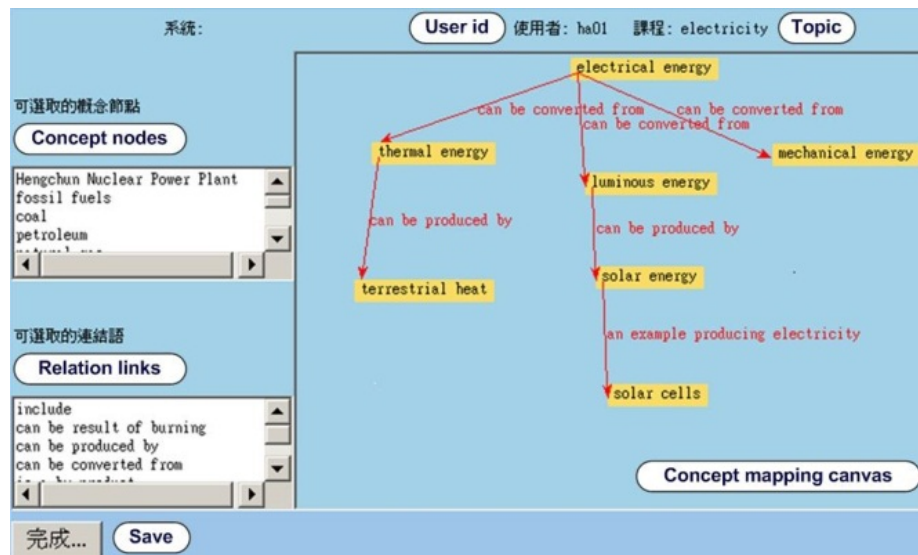 系統: User id 使用者: ha01 課程: electricity Topic
electrical energy
可選取的概念節點
can be converted from can be converted from
can be converted from
Concept nodes
thermal energy
mechanical energy
Hengchun Nuclear Power Plant
fossil fuels
coal
petroleum
natural gas
luminous energy
can be produced by
can be produced by
solar energy
terrestrial heat
可選取的連結語
an example producing electricity
Relation links
solar cells
include
can be result of burning
can be produced by
can be converted from
is a by product
Concept mapping canvas
完成... Save